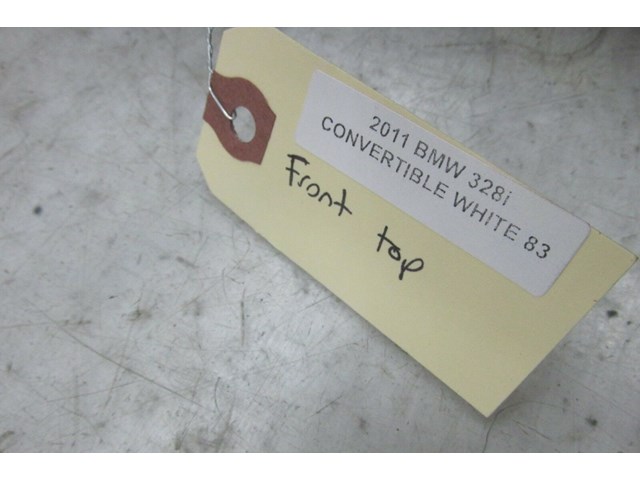 2011 BMW 328i
CONVERTIBLE WHITE 83
Front top